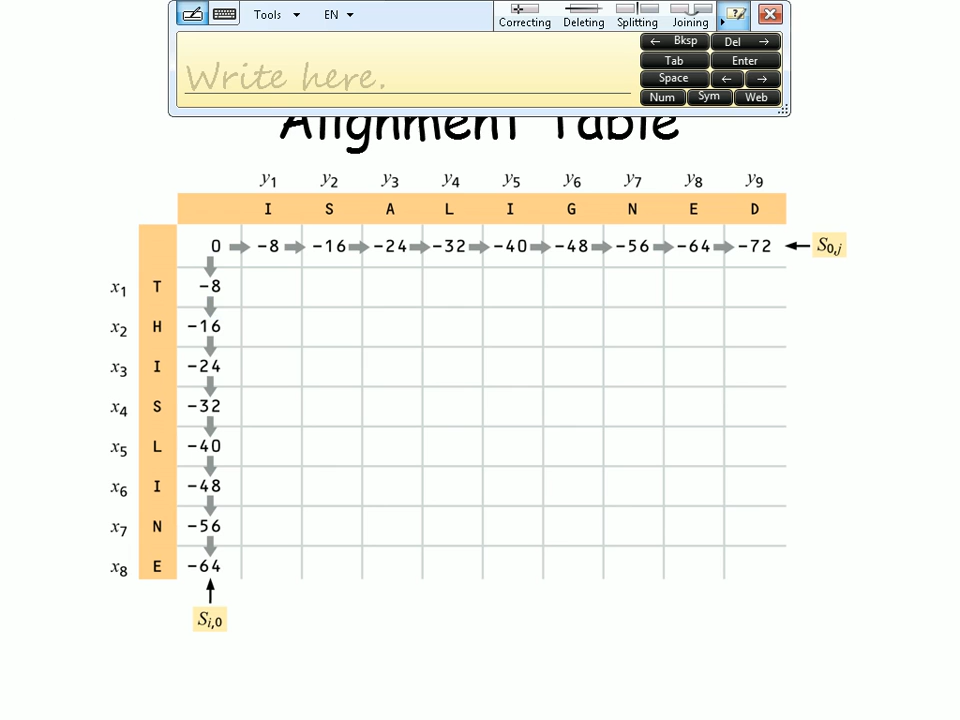 Tools EN Correcting Deleting Splitting Joining
← Bksp Del →
Write here. Tab Enter
Space ← →
Num Sym Web
Alignment Table
y1 y2 y3 y4 y5 y6 y7 y8 y9
I S A L I G N E D
0 -8 -16 -24 -32 -40 -48 -56 -64 -72 S0,j
x1 T -8
x2 H -16
x3 I -24
x4 S -32
x5 L -40
x6 I -48
x7 N -56
x8 E -64
Si,0